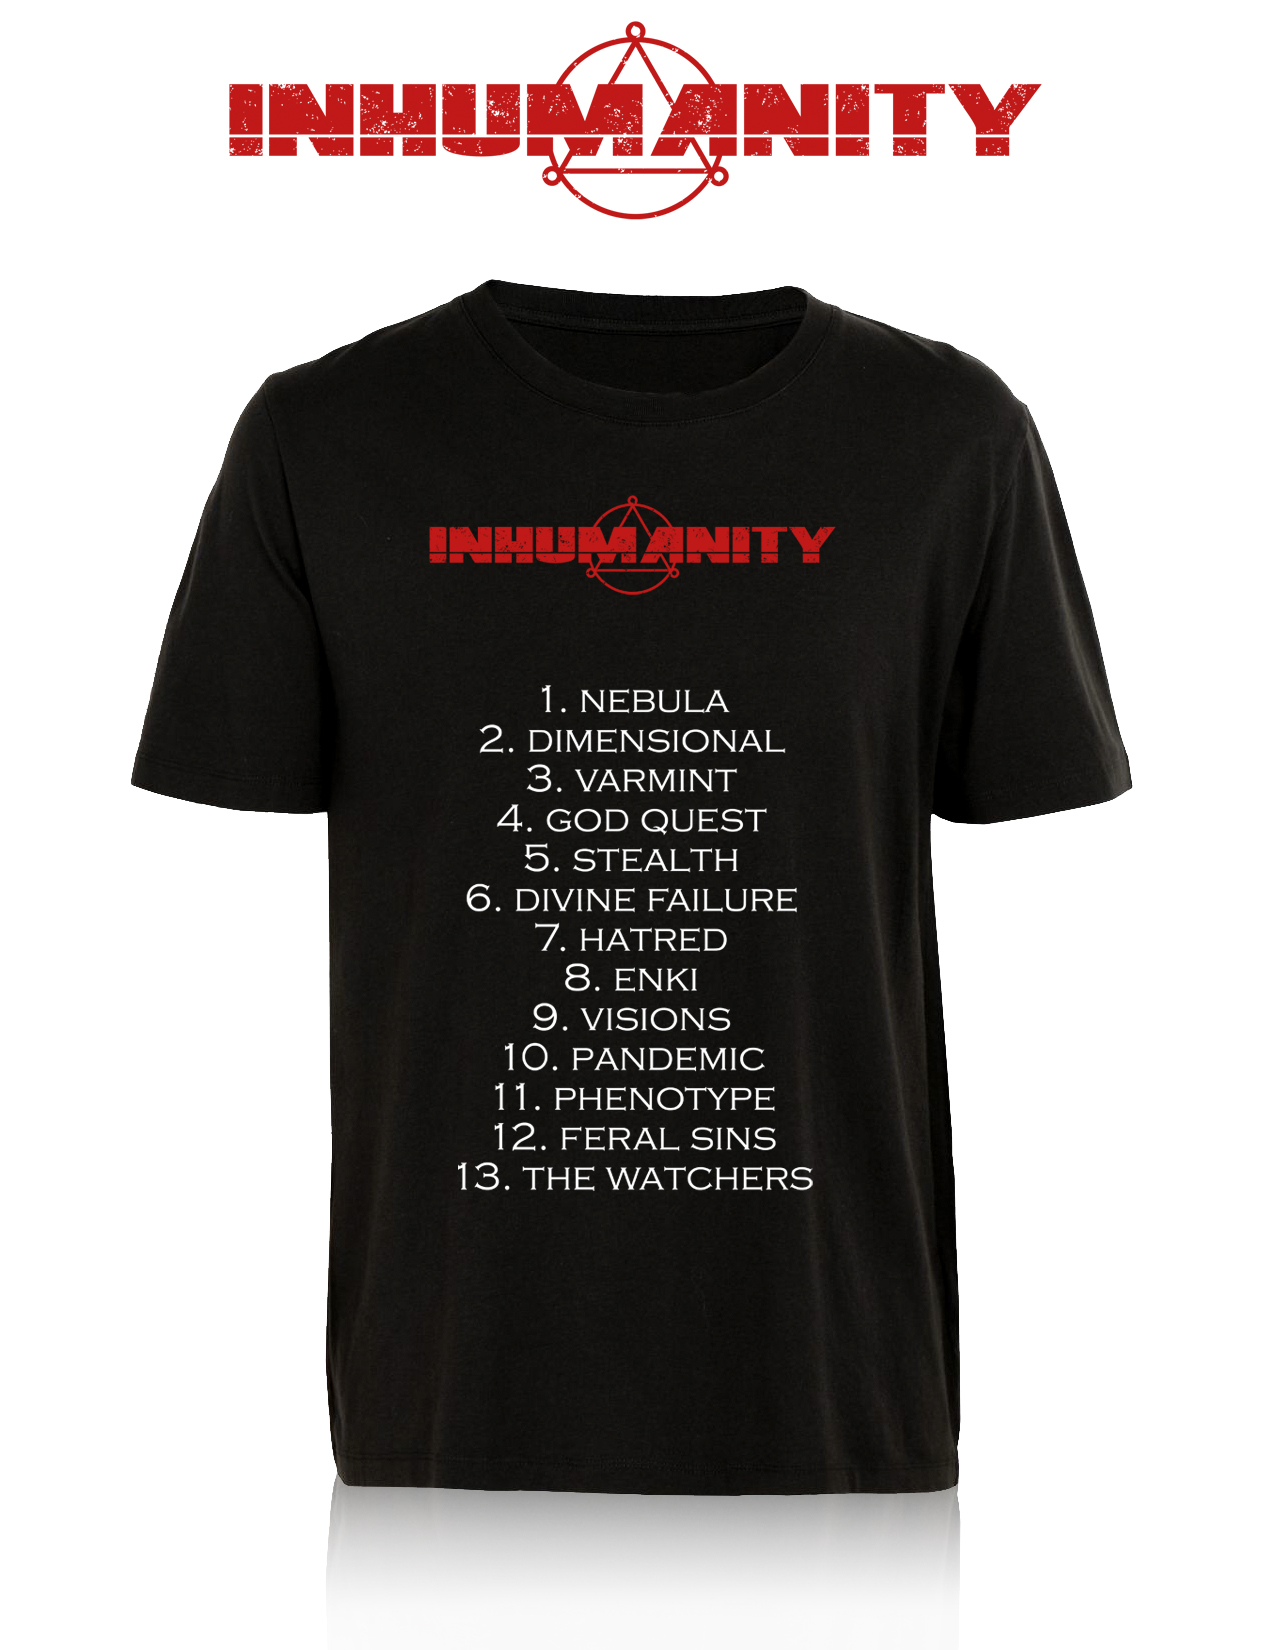 INHUMANITY
INHUMANITY
1. NEBULA
2. DIMENSIONAL
3. VARMINT
4. GOD QUEST
5. STEALTH
6. DIVINE FAILURE
7. HATRED
8. ENKI
9. VISIONS
10. PANDEMIC
11. PHENOTYPE
12. FERAL SINS
13. THE WATCHERS